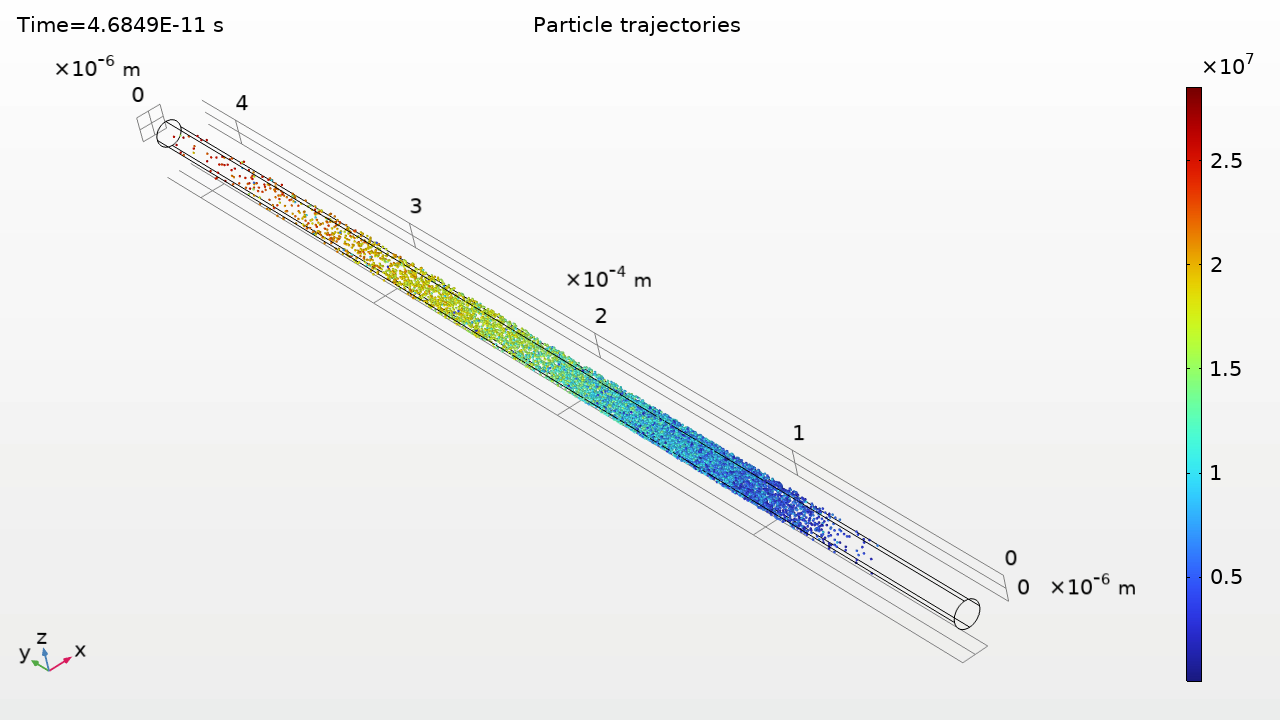 Time=4.6849E-11 s
Particle trajectories
×10⁷
×10⁻⁶ m
0
4
3
×10⁻⁴ m
2
1
0
0 ×10⁻⁶ m
2.5
2
1.5
1
0.5
z
y
x